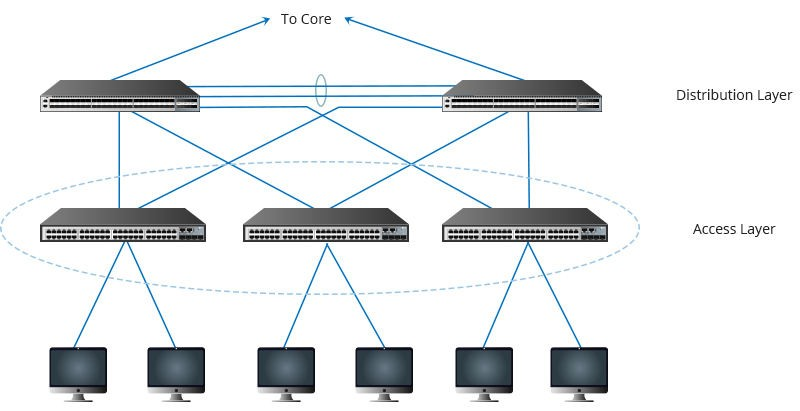 To Core
Distribution Layer
Access Layer